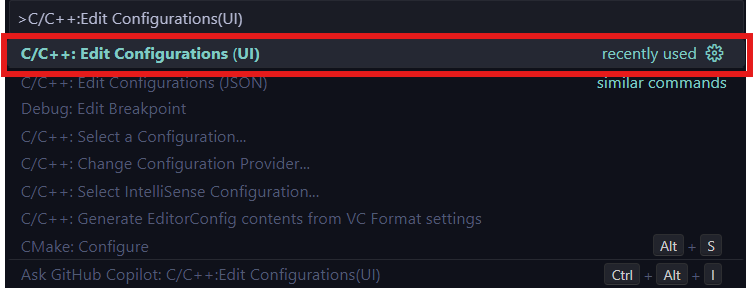 >C/C++:Edit Configurations(UI)
C/C++: Edit Configurations (UI) recently used
C/C++: Edit Configurations (JSON) similar commands
Debug: Edit Breakpoint
C/C++: Select a Configuration...
C/C++: Change Configuration Provider...
C/C++: Select IntelliSense Configuration...
C/C++: Generate EditorConfig contents from VC Format settings
CMake: Configure Alt + S
Ask GitHub Copilot: C/C++:Edit Configurations(UI) Ctrl + Alt + I